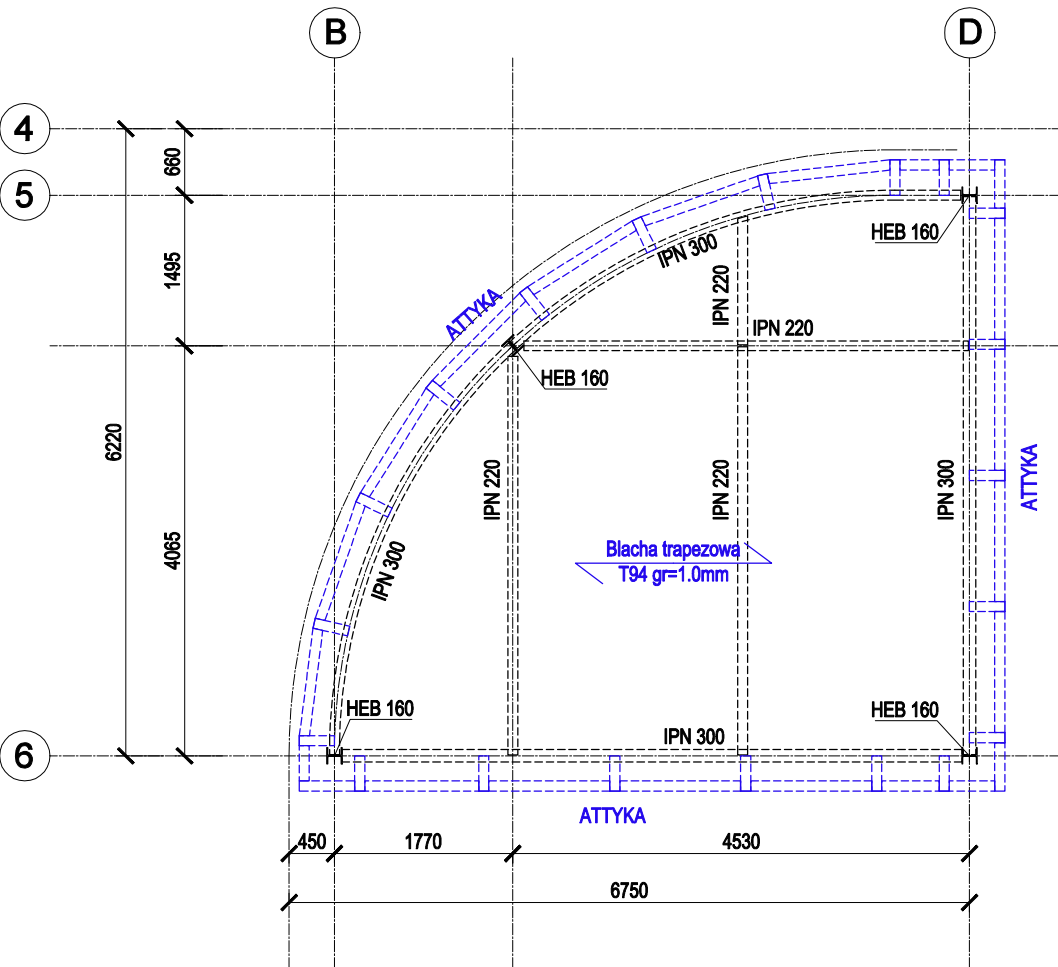 B
D
4
660
5
HEB 160
IPN 300
1495
IPN 220
ATTYKA
IPN 220
HEB 160
6220
ATTYKA
IPN 220
IPN 220
IPN 300
4065
Blacha trapezowa
T94 gr=1.0mm
IPN 300
HEB 160
HEB 160
IPN 300
6
ATTYKA
450
1770
4530
6750